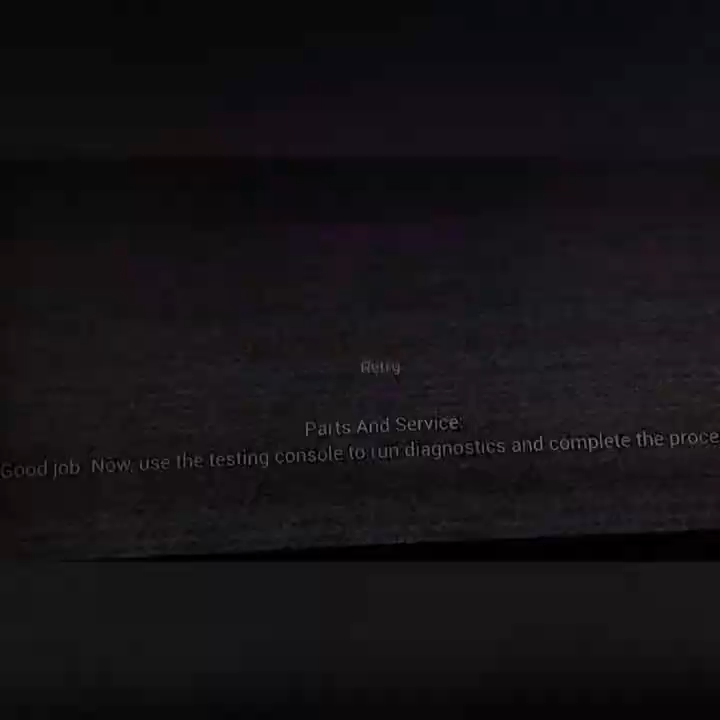 Retry
Parts And Service:
Good job. Now, use the testing console to run diagnostics and complete the proce